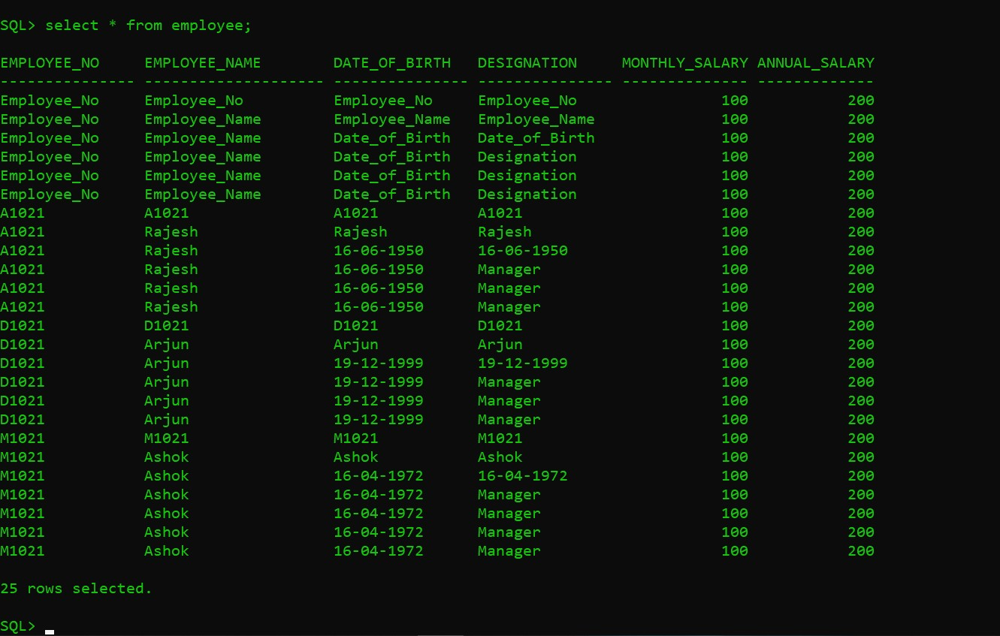 SQL> select * from employee;
EMPLOYEE_NO     EMPLOYEE_NAME        DATE_OF_BIRTH   DESIGNATION     MONTHLY_SALARY ANNUAL_SALARY
--------------- -------------------- --------------- --------------- -------------- -------------
Employee_No     Employee_No          Employee_No     Employee_No                100           200
Employee_No     Employee_Name        Employee_Name   Employee_Name              100           200
Employee_No     Employee_Name        Date_of_Birth   Date_of_Birth              100           200
Employee_No     Employee_Name        Date_of_Birth   Designation                100           200
Employee_No     Employee_Name        Date_of_Birth   Designation                100           200
Employee_No     Employee_Name        Date_of_Birth   Designation                100           200
A1021           A1021                A1021           A1021                      100           200
A1021           Rajesh               Rajesh          Rajesh                     100           200
A1021           Rajesh               16-06-1950      16-06-1950                 100           200
A1021           Rajesh               16-06-1950      Manager                    100           200
A1021           Rajesh               16-06-1950      Manager                    100           200
A1021           Rajesh               16-06-1950      Manager                    100           200
D1021           D1021                D1021           D1021                      100           200
D1021           Arjun                Arjun           Arjun                      100           200
D1021           Arjun                19-12-1999      19-12-1999                 100           200
D1021           Arjun                19-12-1999      Manager                    100           200
D1021           Arjun                19-12-1999      Manager                    100           200
D1021           Arjun                19-12-1999      Manager                    100           200
M1021           M1021                M1021           M1021                      100           200
M1021           Ashok                Ashok           Ashok                      100           200
M1021           Ashok                16-04-1972      16-04-1972                 100           200
M1021           Ashok                16-04-1972      Manager                    100           200
M1021           Ashok                16-04-1972      Manager                    100           200
M1021           Ashok                16-04-1972      Manager                    100           200
M1021           Ashok                16-04-1972      Manager                    100           200
25 rows selected.
SQL>